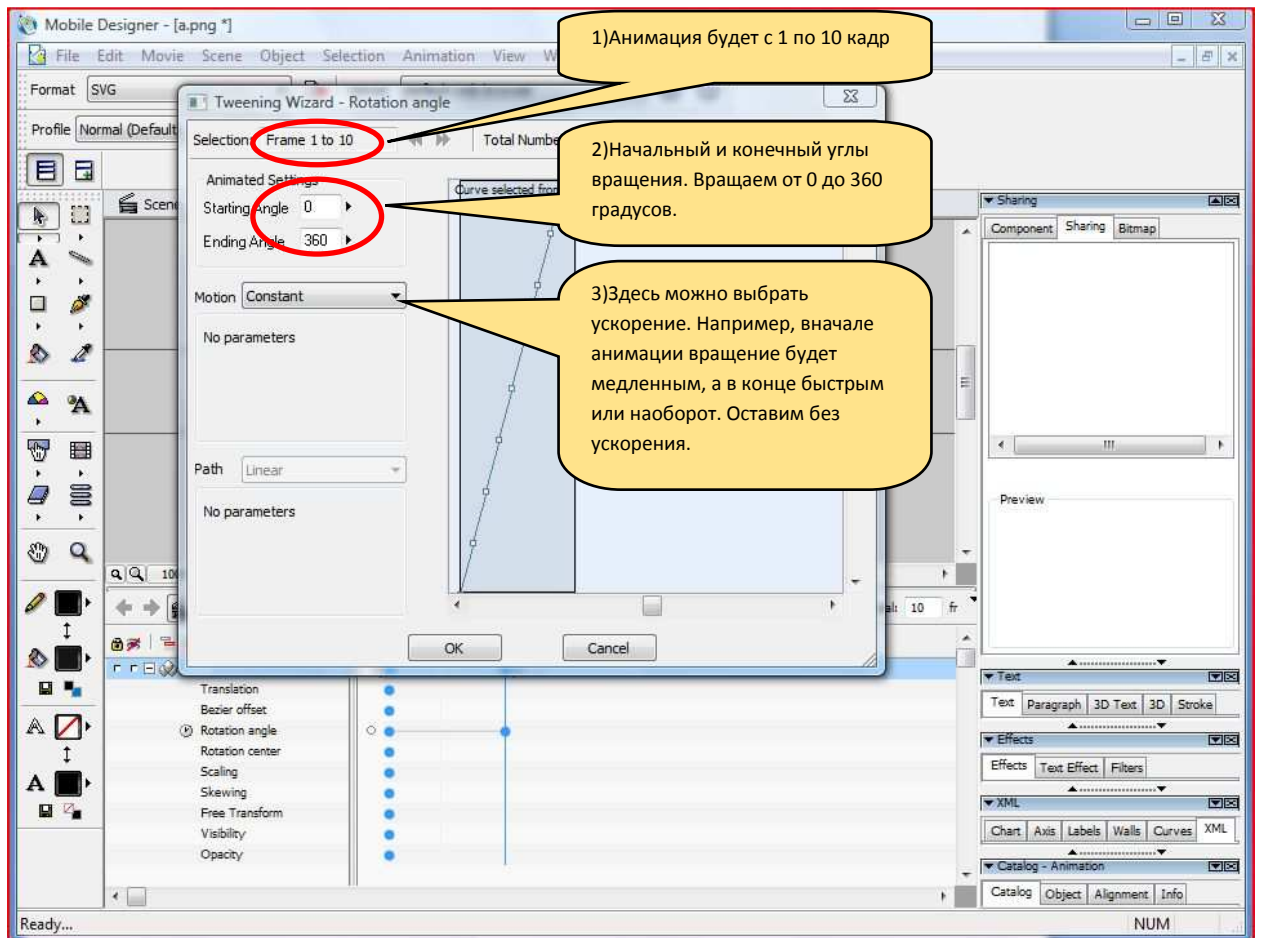 Mobile Designer - [a.png *]
File Edit Movie Scene Object Selection Animation View
Format SVG
Profile Normal (Default
Scen
Tweening Wizard - Rotation angle
Selection: Frame 1 to 10
Total Numbe
Animated Settings
Starting Angle 0
Ending Angle 360
Motion Constant
No parameters
Path Linear
No parameters
Curve selected from
OK Cancel
1)Анимация будет с 1 по 10 кадр
2)Начальный и конечный углы
вращения. Вращаем от 0 до 360
градусов.
3)Здесь можно выбрать
ускорение. Например, вначале
анимации вращение будет
медленным, а в конце быстрым
или наоборот. Оставим без
ускорения.
10 fr
Translation
Bezier offset
Rotation angle
Rotation center
Scaling
Skewing
Free Transform
Visibility
Opacity
Sharing
Component Sharing Bitmap
Preview
Text
Text Paragraph 3D Text 3D Stroke
Effects
Effects Text Effect Filters
XML
Chart Axis Labels Walls Curves XML
Catalog - Animation
Catalog Object Alignment Info
Ready...
NUM